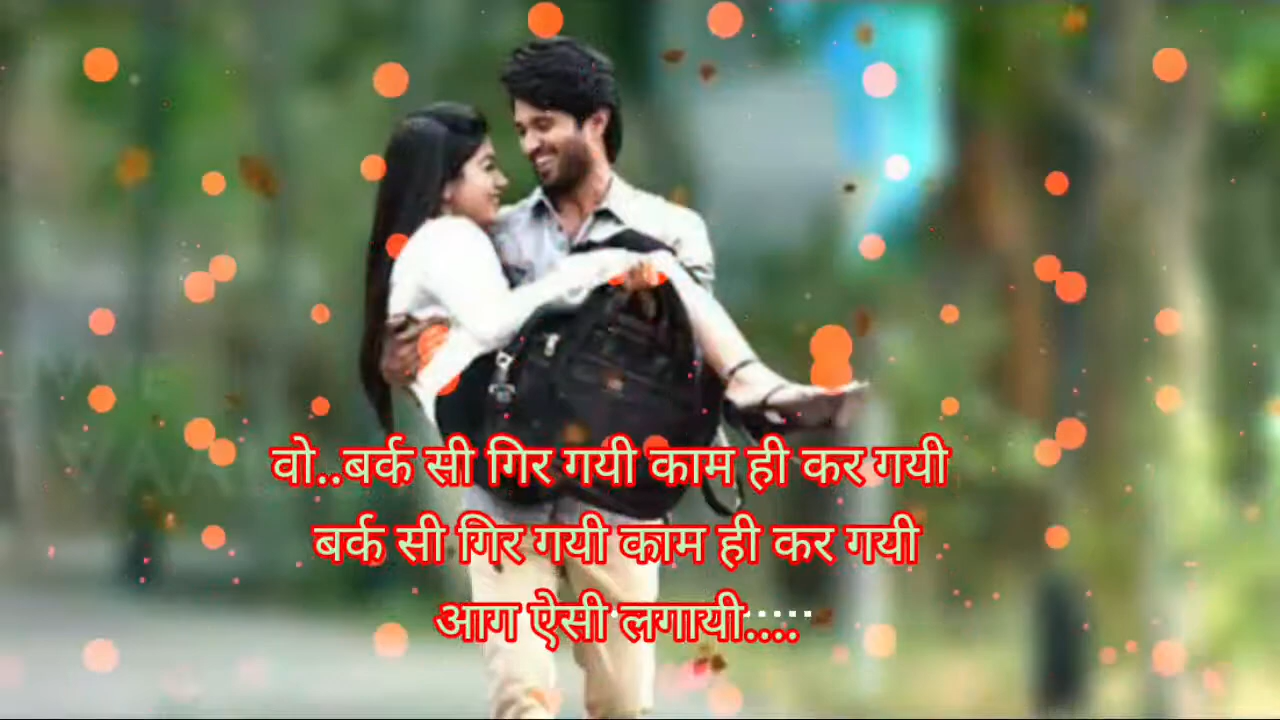 वो..बर्क सी गिर गयी काम ही कर गयी
बर्क सी गिर गयी काम ही कर गयी
आग ऐसी लगायी....